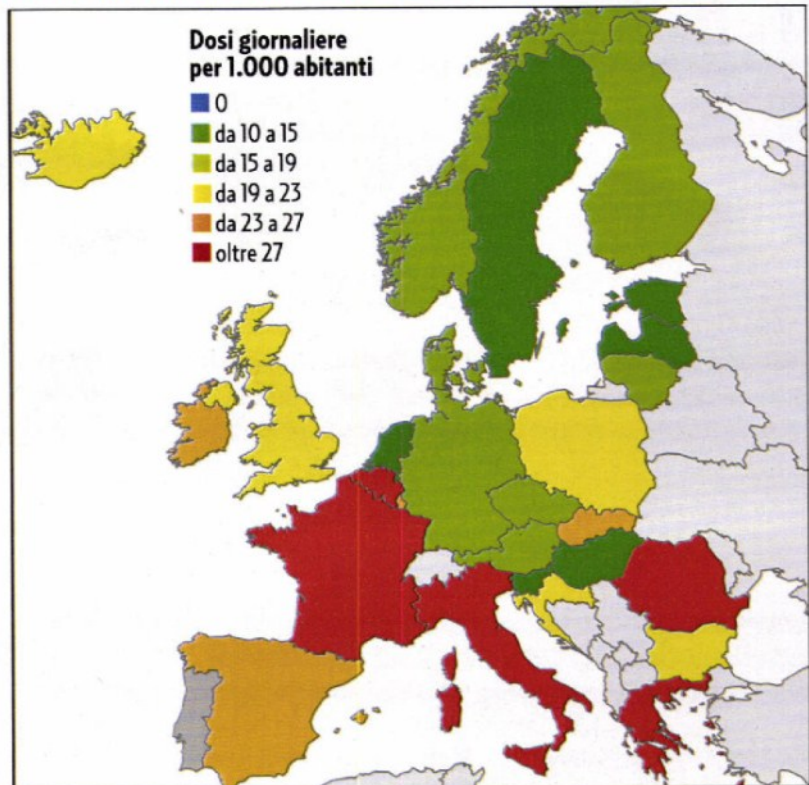 Dosi giornaliere
per 1.000 abitanti
0
da 10 a 15
da 15 a 19
da 19 a 23
da 23 a 27
oltre 27